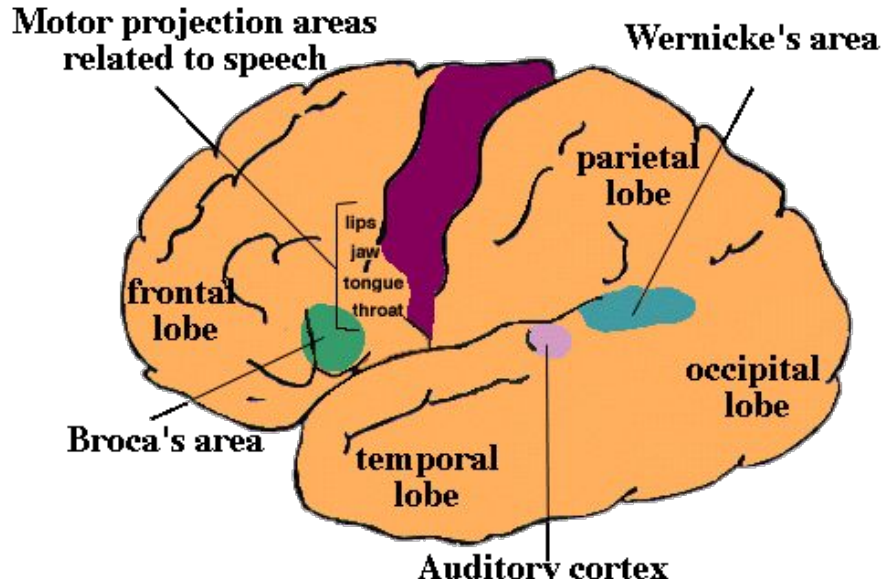 Motor projection areas
related to speech
Wernicke's area
parietal
lobe
lips
jaw
tongue
throat
frontal
lobe
occipital
lobe
Broca's area
temporal
lobe
Auditory cortex